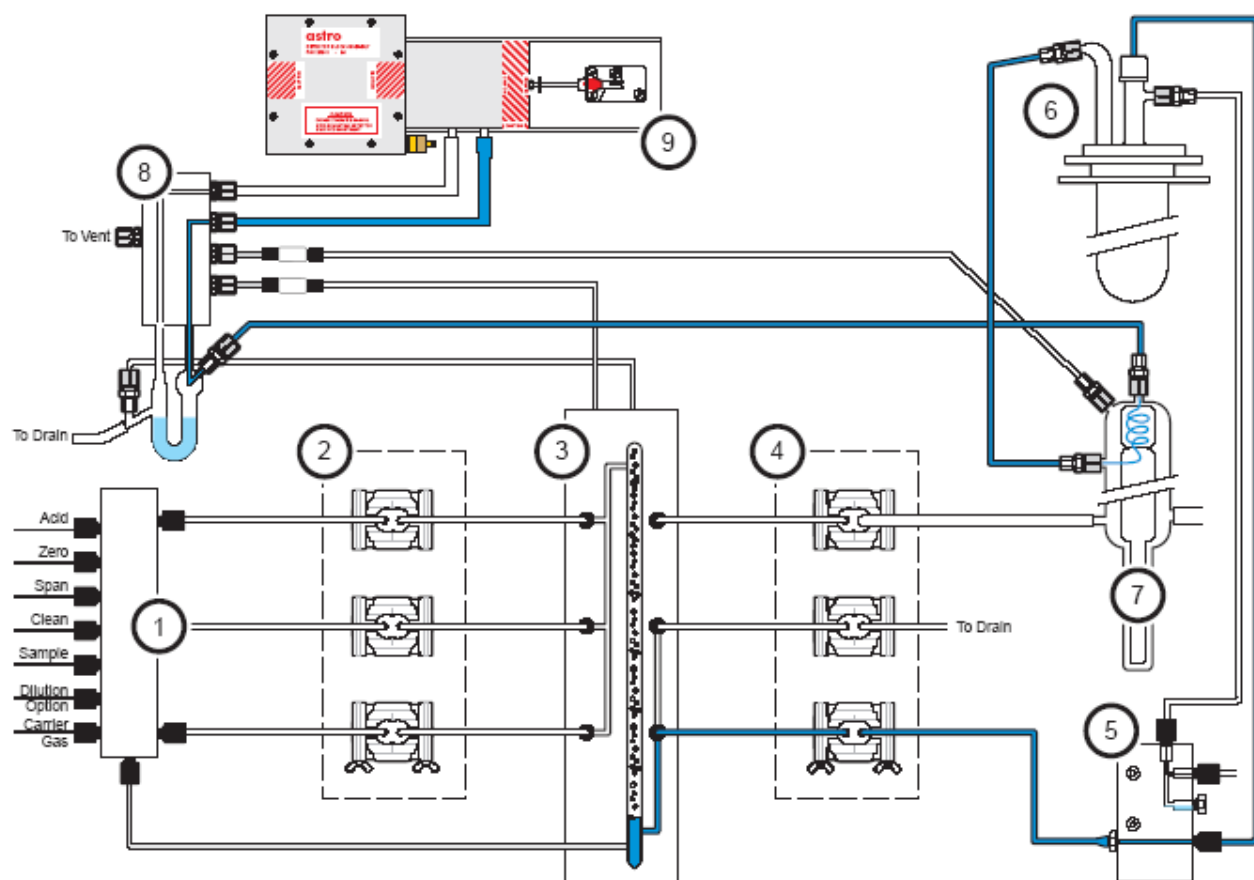 astro
9
6
8
To Vent
To Drain
2
3
4
Acid
Zero
Span
Clean
Sample
Dilution
Option
Carrier
Gas
1
To Drain
7
5